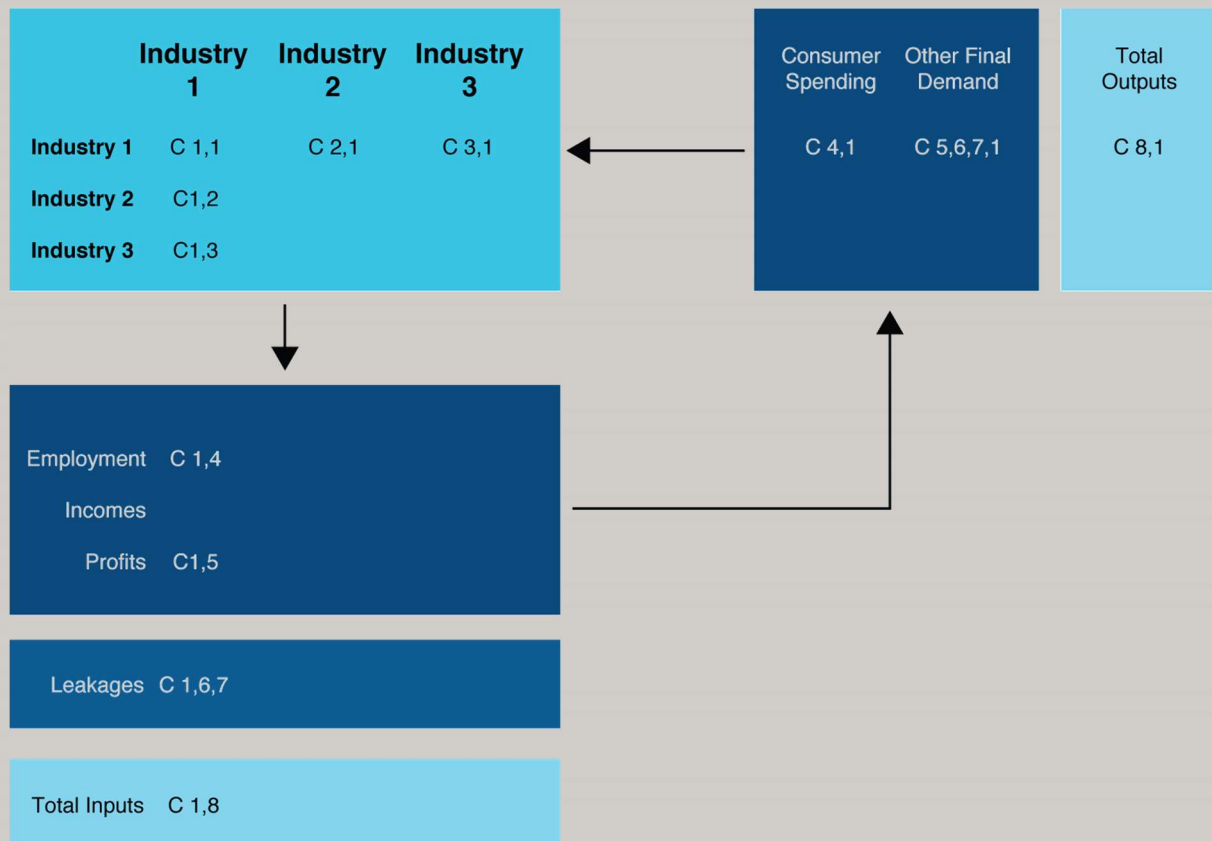 Industry 1
Industry 2
Industry 3
Consumer Spending
Other Final Demand
Total Outputs
Industry 1 C 1,1 C 2,1 C 3,1 C 4,1 C 5,6,7,1 C 8,1
Industry 2 C1,2
Industry 3 C1,3
Employment C 1,4
Incomes
Profits C1,5
Leakages C 1,6,7
Total Inputs C 1,8